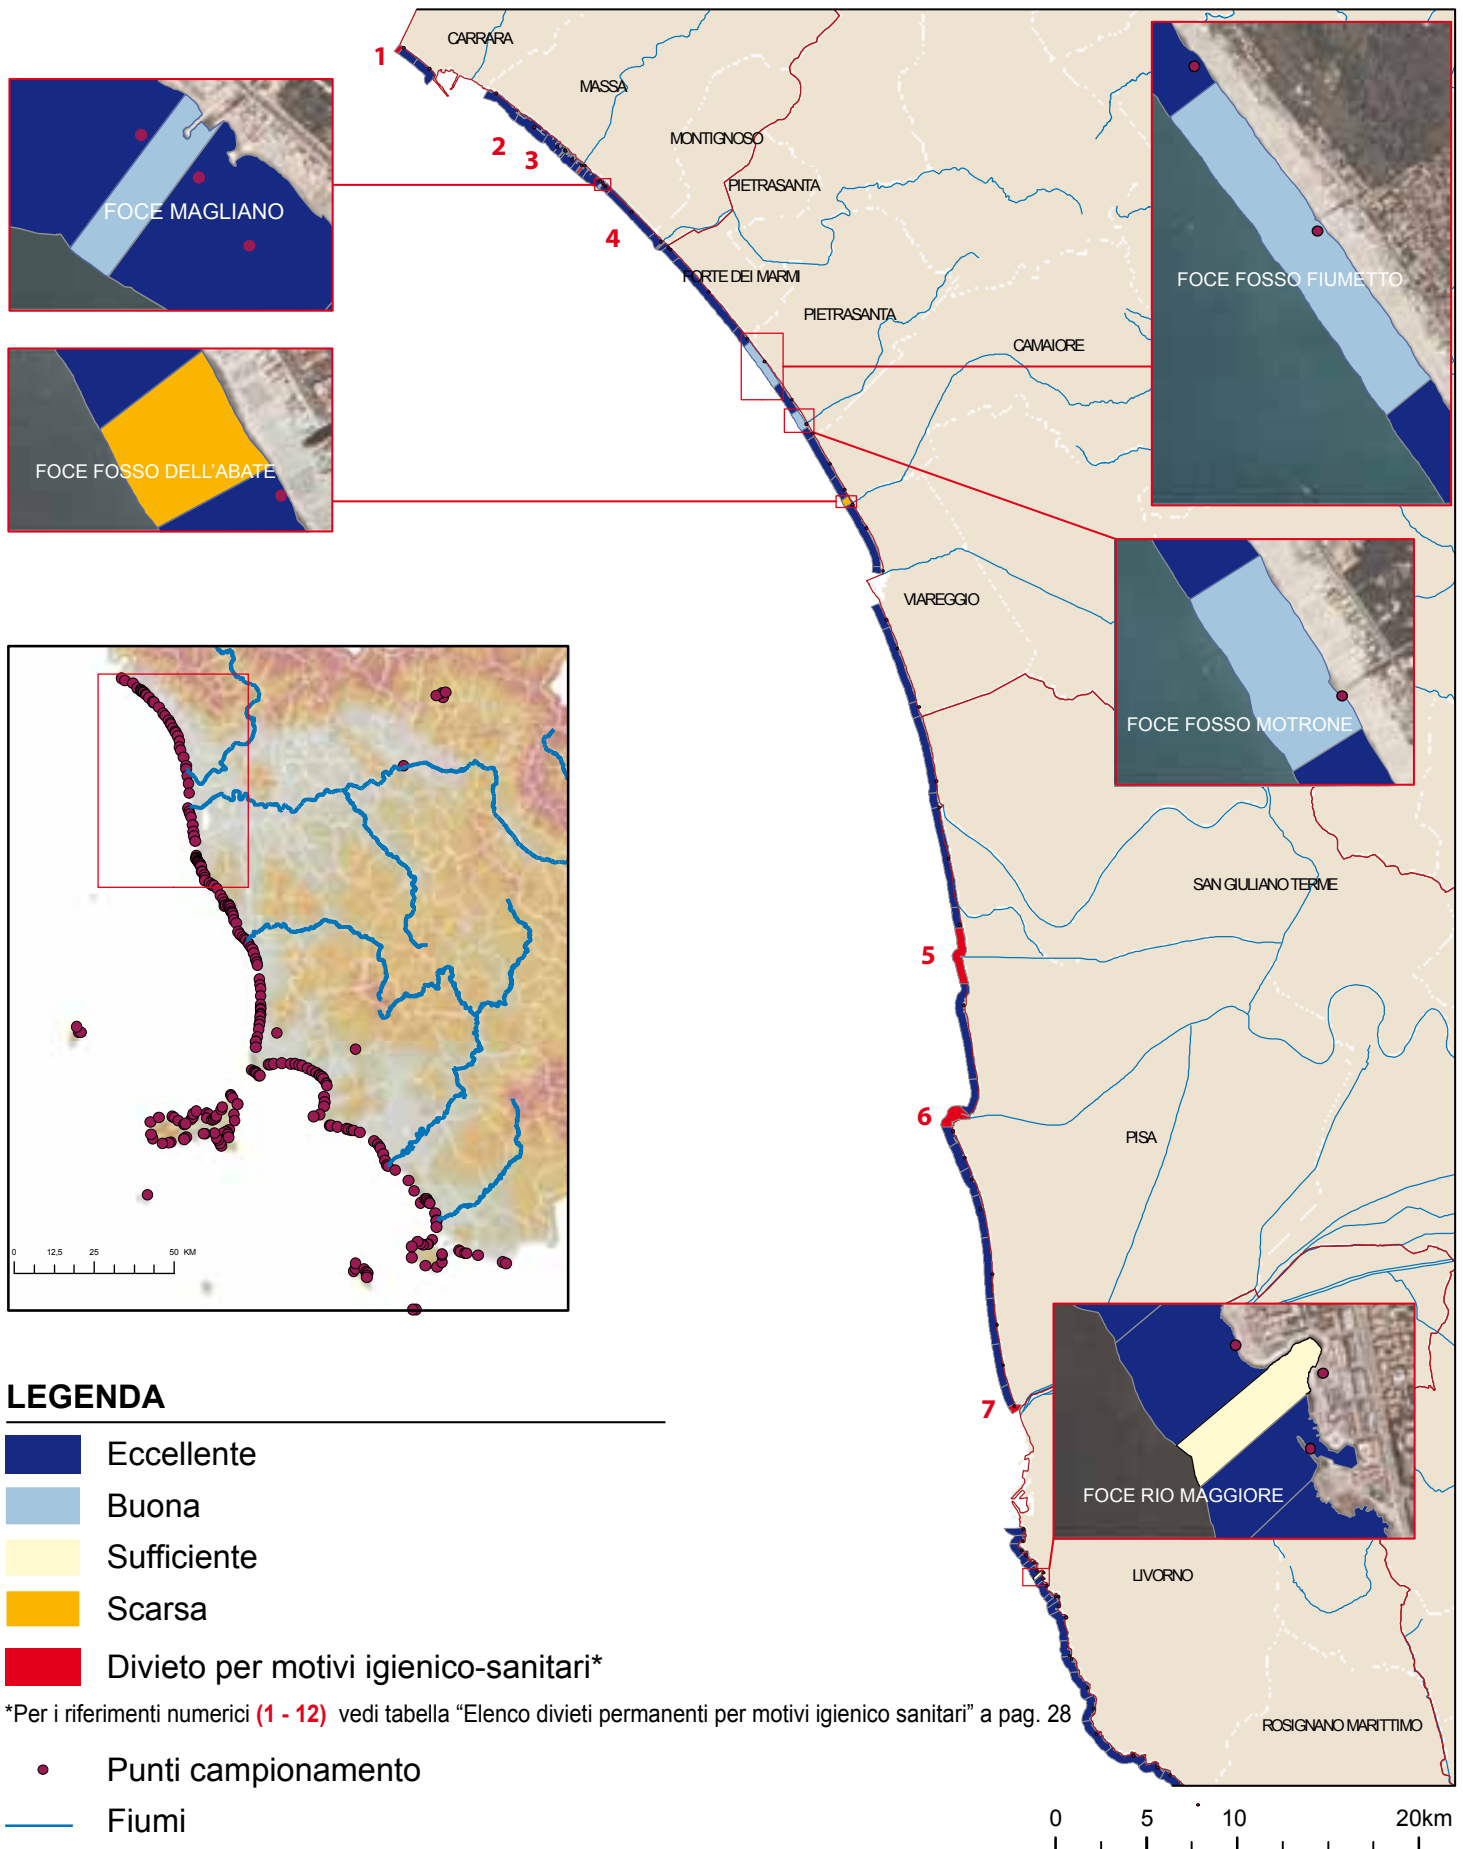 CARRARA
1
MASSA
MONTIGNOSO
2
3
PIETRASANTA
FOCE MAGLIANO
4
FORTE DEI MARMI
FOCE FOSSO FIUMETTO
PIETRASANTA
CAMAIORE
FOCE FOSSO DELL'ABATE
VIAREGGIO
FOCE FOSSO MOTRONE
SAN GIULIANO TERME
5
6
PISA
0 12,5 25 50 KM
7
FOCE RIO MAGGIORE
LIVORNO
ROSIGNANO MARITTIMO
LEGENDA
Eccellente
Buona
Sufficiente
Scarsa
Divieto per motivi igienico-sanitari*
*Per i riferimenti numerici (1 - 12) vedi tabella “Elenco divieti permanenti per motivi igienico sanitari” a pag. 28
Punti campionamento
Fiumi
0 5 10 20km